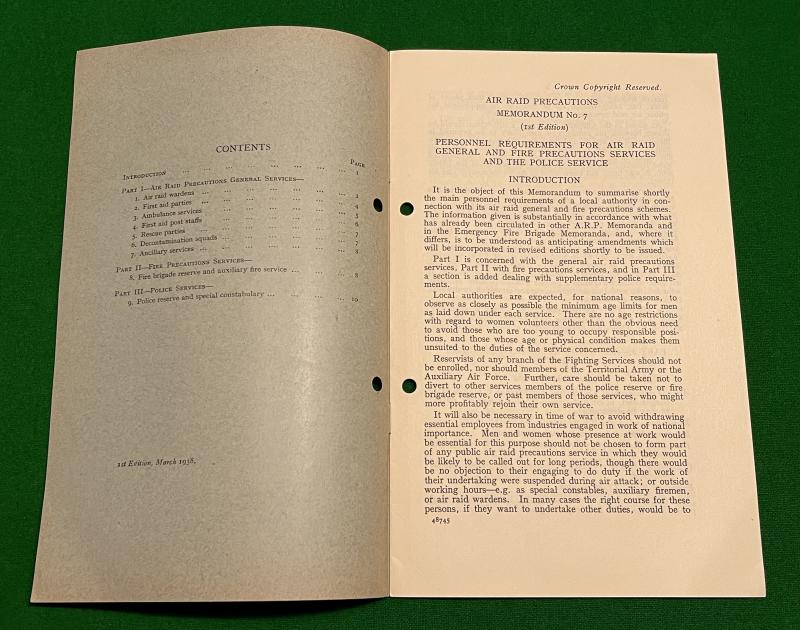 CONTENTS
PAGE
INTRODUCTION ... ... ... ... ... ... 1
PART I—AIR RAID PRECAUTIONS GENERAL SERVICES—
1. Air raid wardens ... ... ... ... ... 2
2. First aid parties ... ... ... ... ... 4
3. Ambulance services ... ... ... ... ... 5
4. First aid post staffs ... ... ... ... ... 6
5. Rescue parties ... ... ... ... ... 7
6. Decontamination squads ... ... ... ... 7
7. Ancillary services ... ... ... ... ... 8
PART II—FIRE PRECAUTIONS SERVICES—
8. Fire brigade reserve and auxiliary fire service ... ... 8
PART III—POLICE SERVICES—
9. Police reserve and special constabulary ... ... ... 10
1st Edition, March 1938.
Crown Copyright Reserved.
AIR RAID PRECAUTIONS
MEMORANDUM No. 7
(1st Edition)
PERSONNEL REQUIREMENTS FOR AIR RAID
GENERAL AND FIRE PRECAUTIONS SERVICES
AND THE POLICE SERVICE
INTRODUCTION
It is the object of this Memorandum to summarise shortly
the main personnel requirements of a local authority in con-
nection with its air raid general and fire precautions schemes.
The information given is substantially in accordance with what
has already been circulated in other A.R.P. Memoranda and
in the Emergency Fire Brigade Memoranda, and, where it
differs, is to be understood as anticipating amendments which
will be incorporated in revised editions shortly to be issued.
Part I is concerned with the general air raid precautions
services, Part II with fire precautions services, and in Part III
a section is added dealing with supplementary police require-
ments.
Local authorities are expected, for national reasons, to
observe as closely as possible the minimum age limits for men
as laid down under each service. There are no age restrictions
with regard to women volunteers other than the obvious need
to avoid those who are too young to occupy responsible posi-
tions, and those whose age or physical condition makes them
unsuited to the duties of the service concerned.
Reservists of any branch of the Fighting Services should not
be enrolled, nor should members of the Territorial Army or the
Auxiliary Air Force. Further, care should be taken not to
divert to other services members of the police reserve or fire
brigade reserve, or past members of those services, who might
more profitably rejoin their own service.
It will also be necessary in time of war to avoid withdrawing
essential employees from industries engaged in work of national
importance. Men and women whose presence at work would
be essential for this purpose should not be chosen to form part
of any public air raid precautions service in which they would
be likely to be called out for long periods, though there would
be no objection to their engaging to do duty if the work of
their undertaking were suspended during air attack; or outside
working hours—e.g. as special constables, auxiliary firemen,
or air raid wardens. In many cases the right course for these
persons, if they want to undertake other duties, would be to
48745